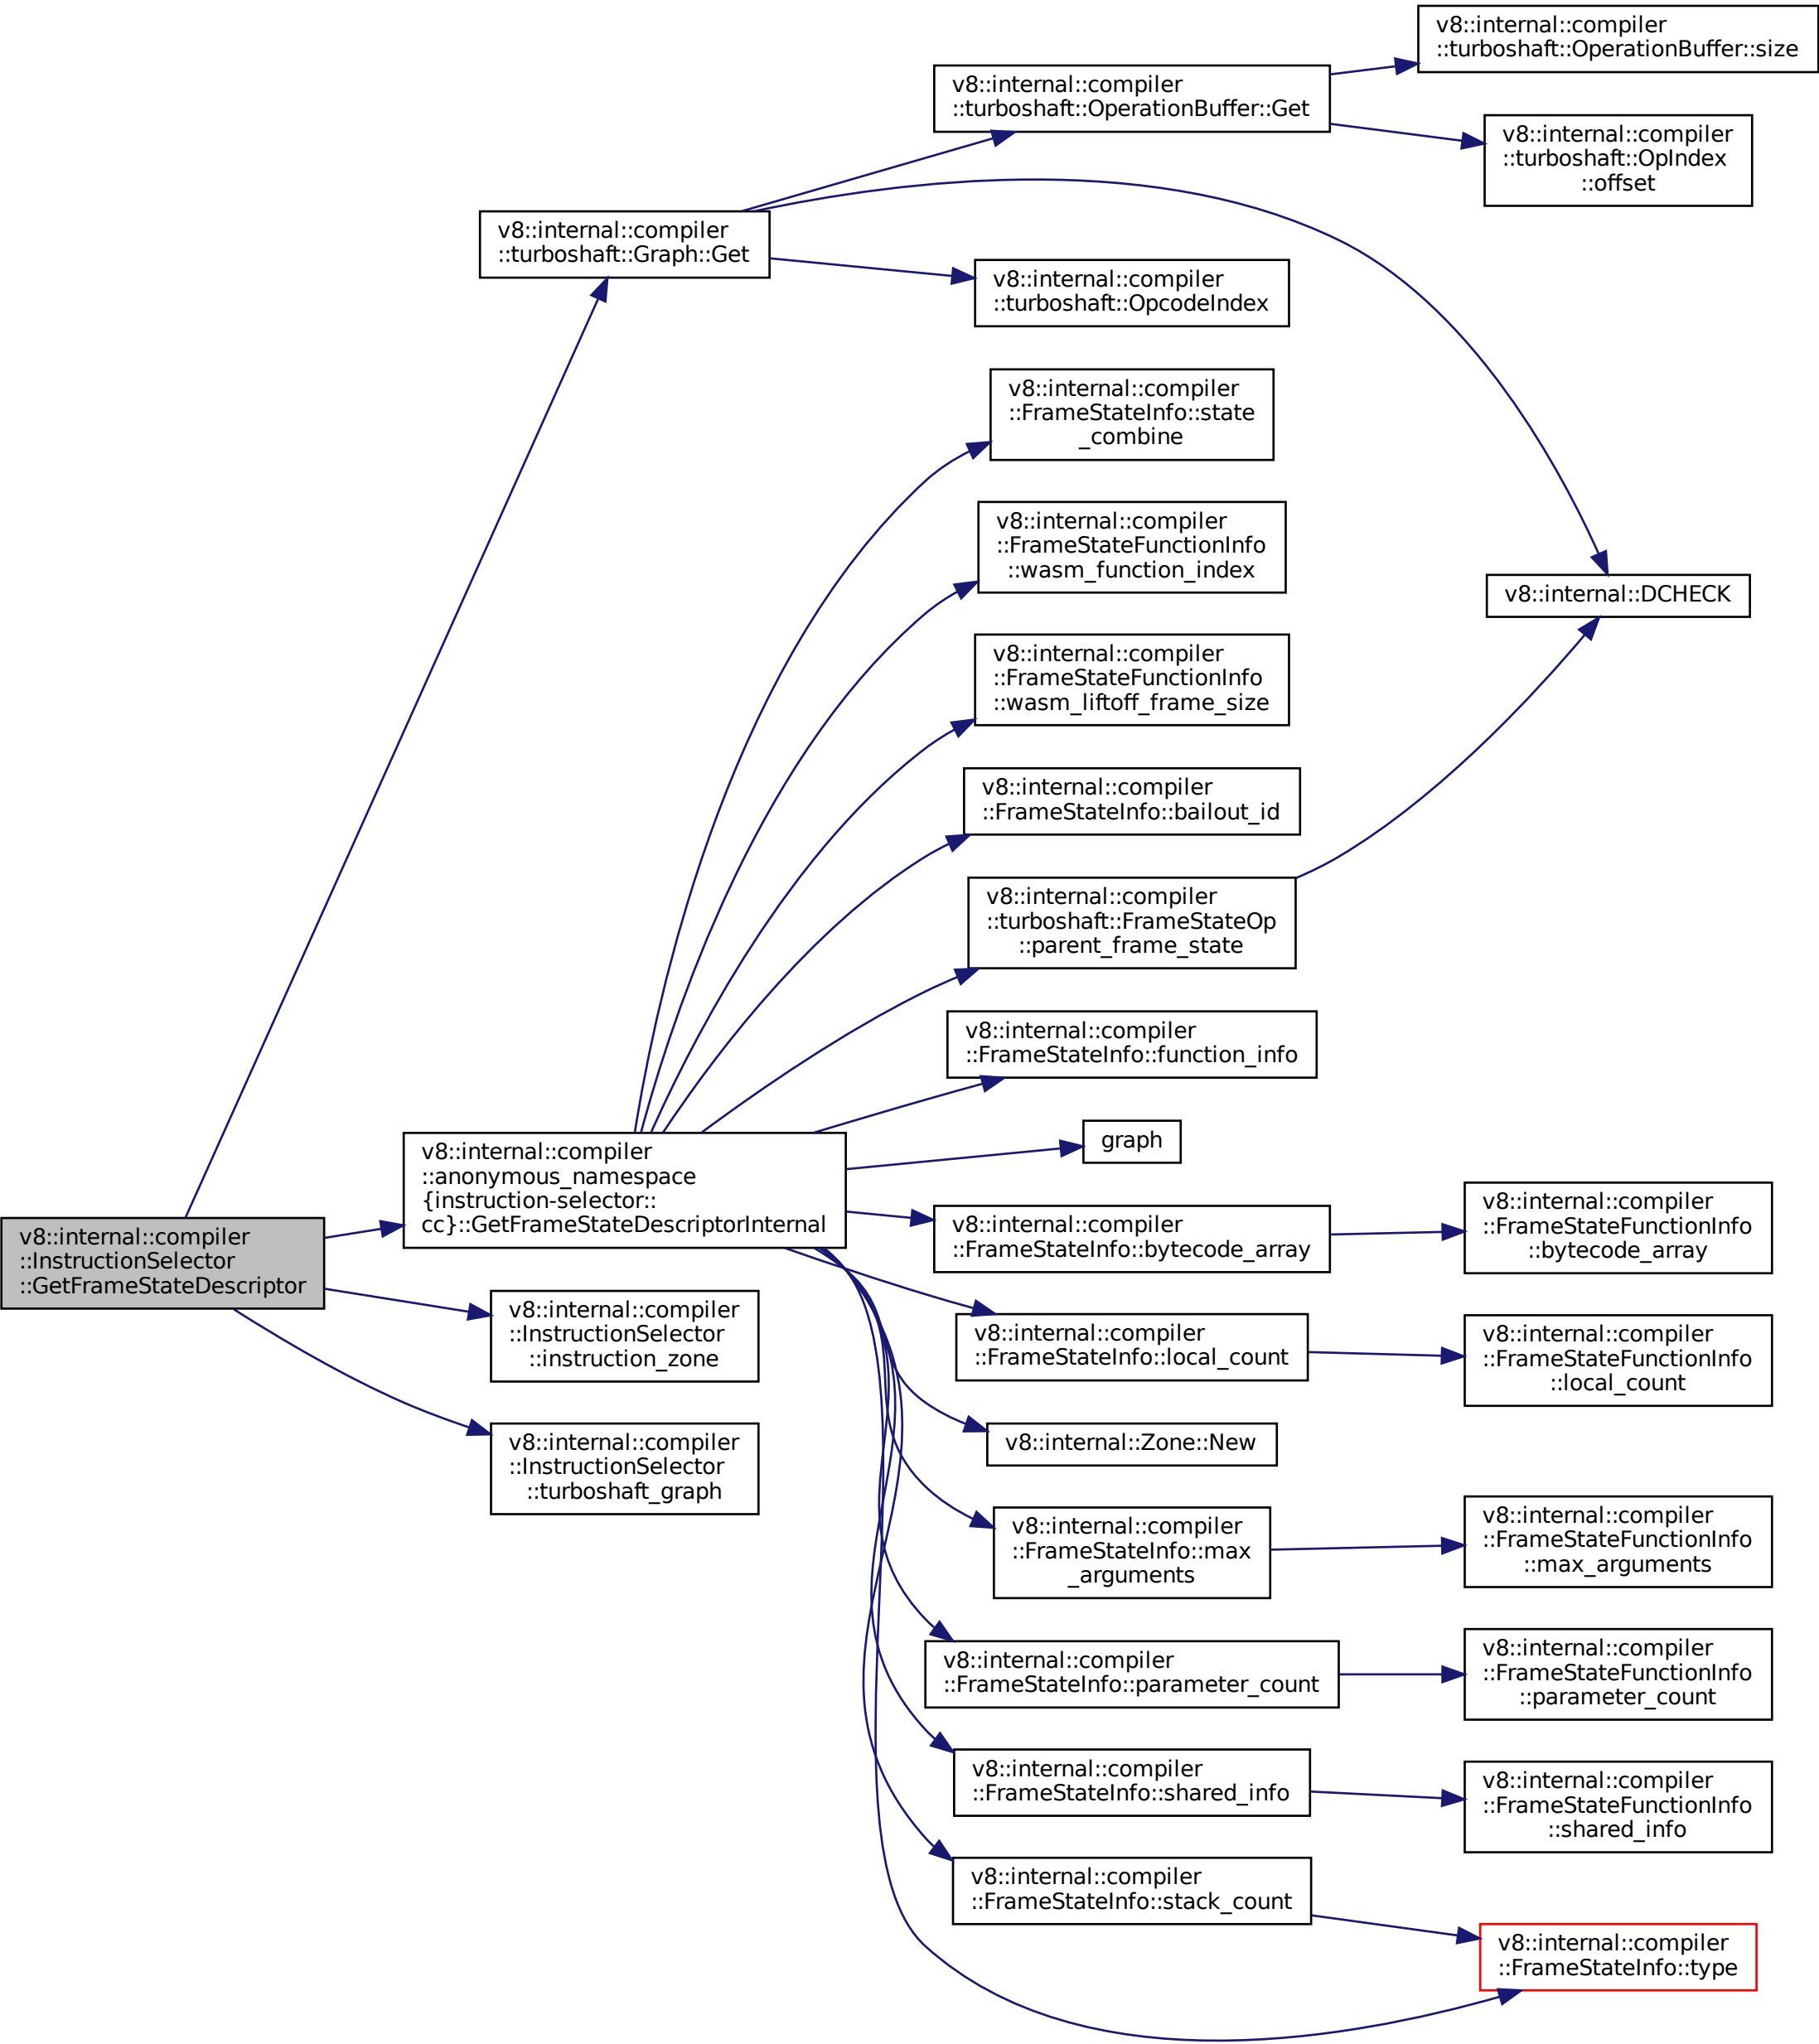 v8::internal::compiler
::turboshaft::OperationBuffer::size
v8::internal::compiler
::turboshaft::OperationBuffer::Get
v8::internal::compiler
::turboshaft::OpIndex
::offset
v8::internal::compiler
::turboshaft::Graph::Get
v8::internal::compiler
::turboshaft::OpcodeIndex
v8::internal::compiler
::FrameStateInfo::state
_combine
v8::internal::compiler
::FrameStateFunctionInfo
::wasm_function_index
v8::internal::DCHECK
v8::internal::compiler
::FrameStateFunctionInfo
::wasm_liftoff_frame_size
v8::internal::compiler
::FrameStateInfo::bailout_id
v8::internal::compiler
::turboshaft::FrameStateOp
::parent_frame_state
v8::internal::compiler
::FrameStateInfo::function_info
graph
v8::internal::compiler
::anonymous_namespace
{instruction-selector::
cc}::GetFrameStateDescriptorInternal
v8::internal::compiler
::FrameStateInfo::bytecode_array
v8::internal::compiler
::FrameStateFunctionInfo
::bytecode_array
v8::internal::compiler
::InstructionSelector
::GetFrameStateDescriptor
v8::internal::compiler
::InstructionSelector
::instruction_zone
v8::internal::compiler
::FrameStateInfo::local_count
v8::internal::compiler
::FrameStateFunctionInfo
::local_count
v8::internal::compiler
::InstructionSelector
::turboshaft_graph
v8::internal::Zone::New
v8::internal::compiler
::FrameStateInfo::max
_arguments
v8::internal::compiler
::FrameStateFunctionInfo
::max_arguments
v8::internal::compiler
::FrameStateInfo::parameter_count
v8::internal::compiler
::FrameStateFunctionInfo
::parameter_count
v8::internal::compiler
::FrameStateInfo::shared_info
v8::internal::compiler
::FrameStateFunctionInfo
::shared_info
v8::internal::compiler
::FrameStateInfo::stack_count
v8::internal::compiler
::FrameStateInfo::type